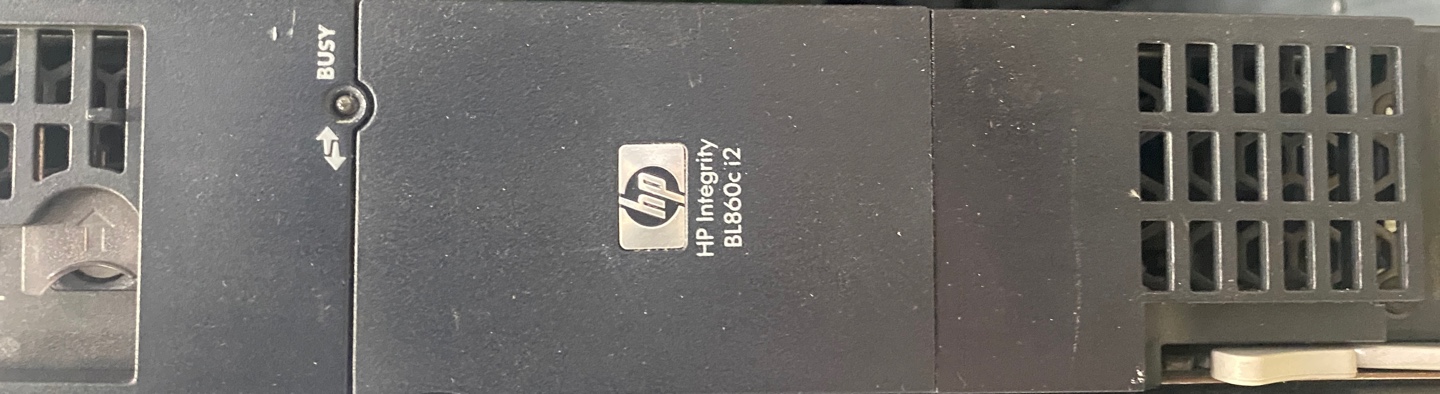 BUSY
hp
HP Integrity
BL860c i2